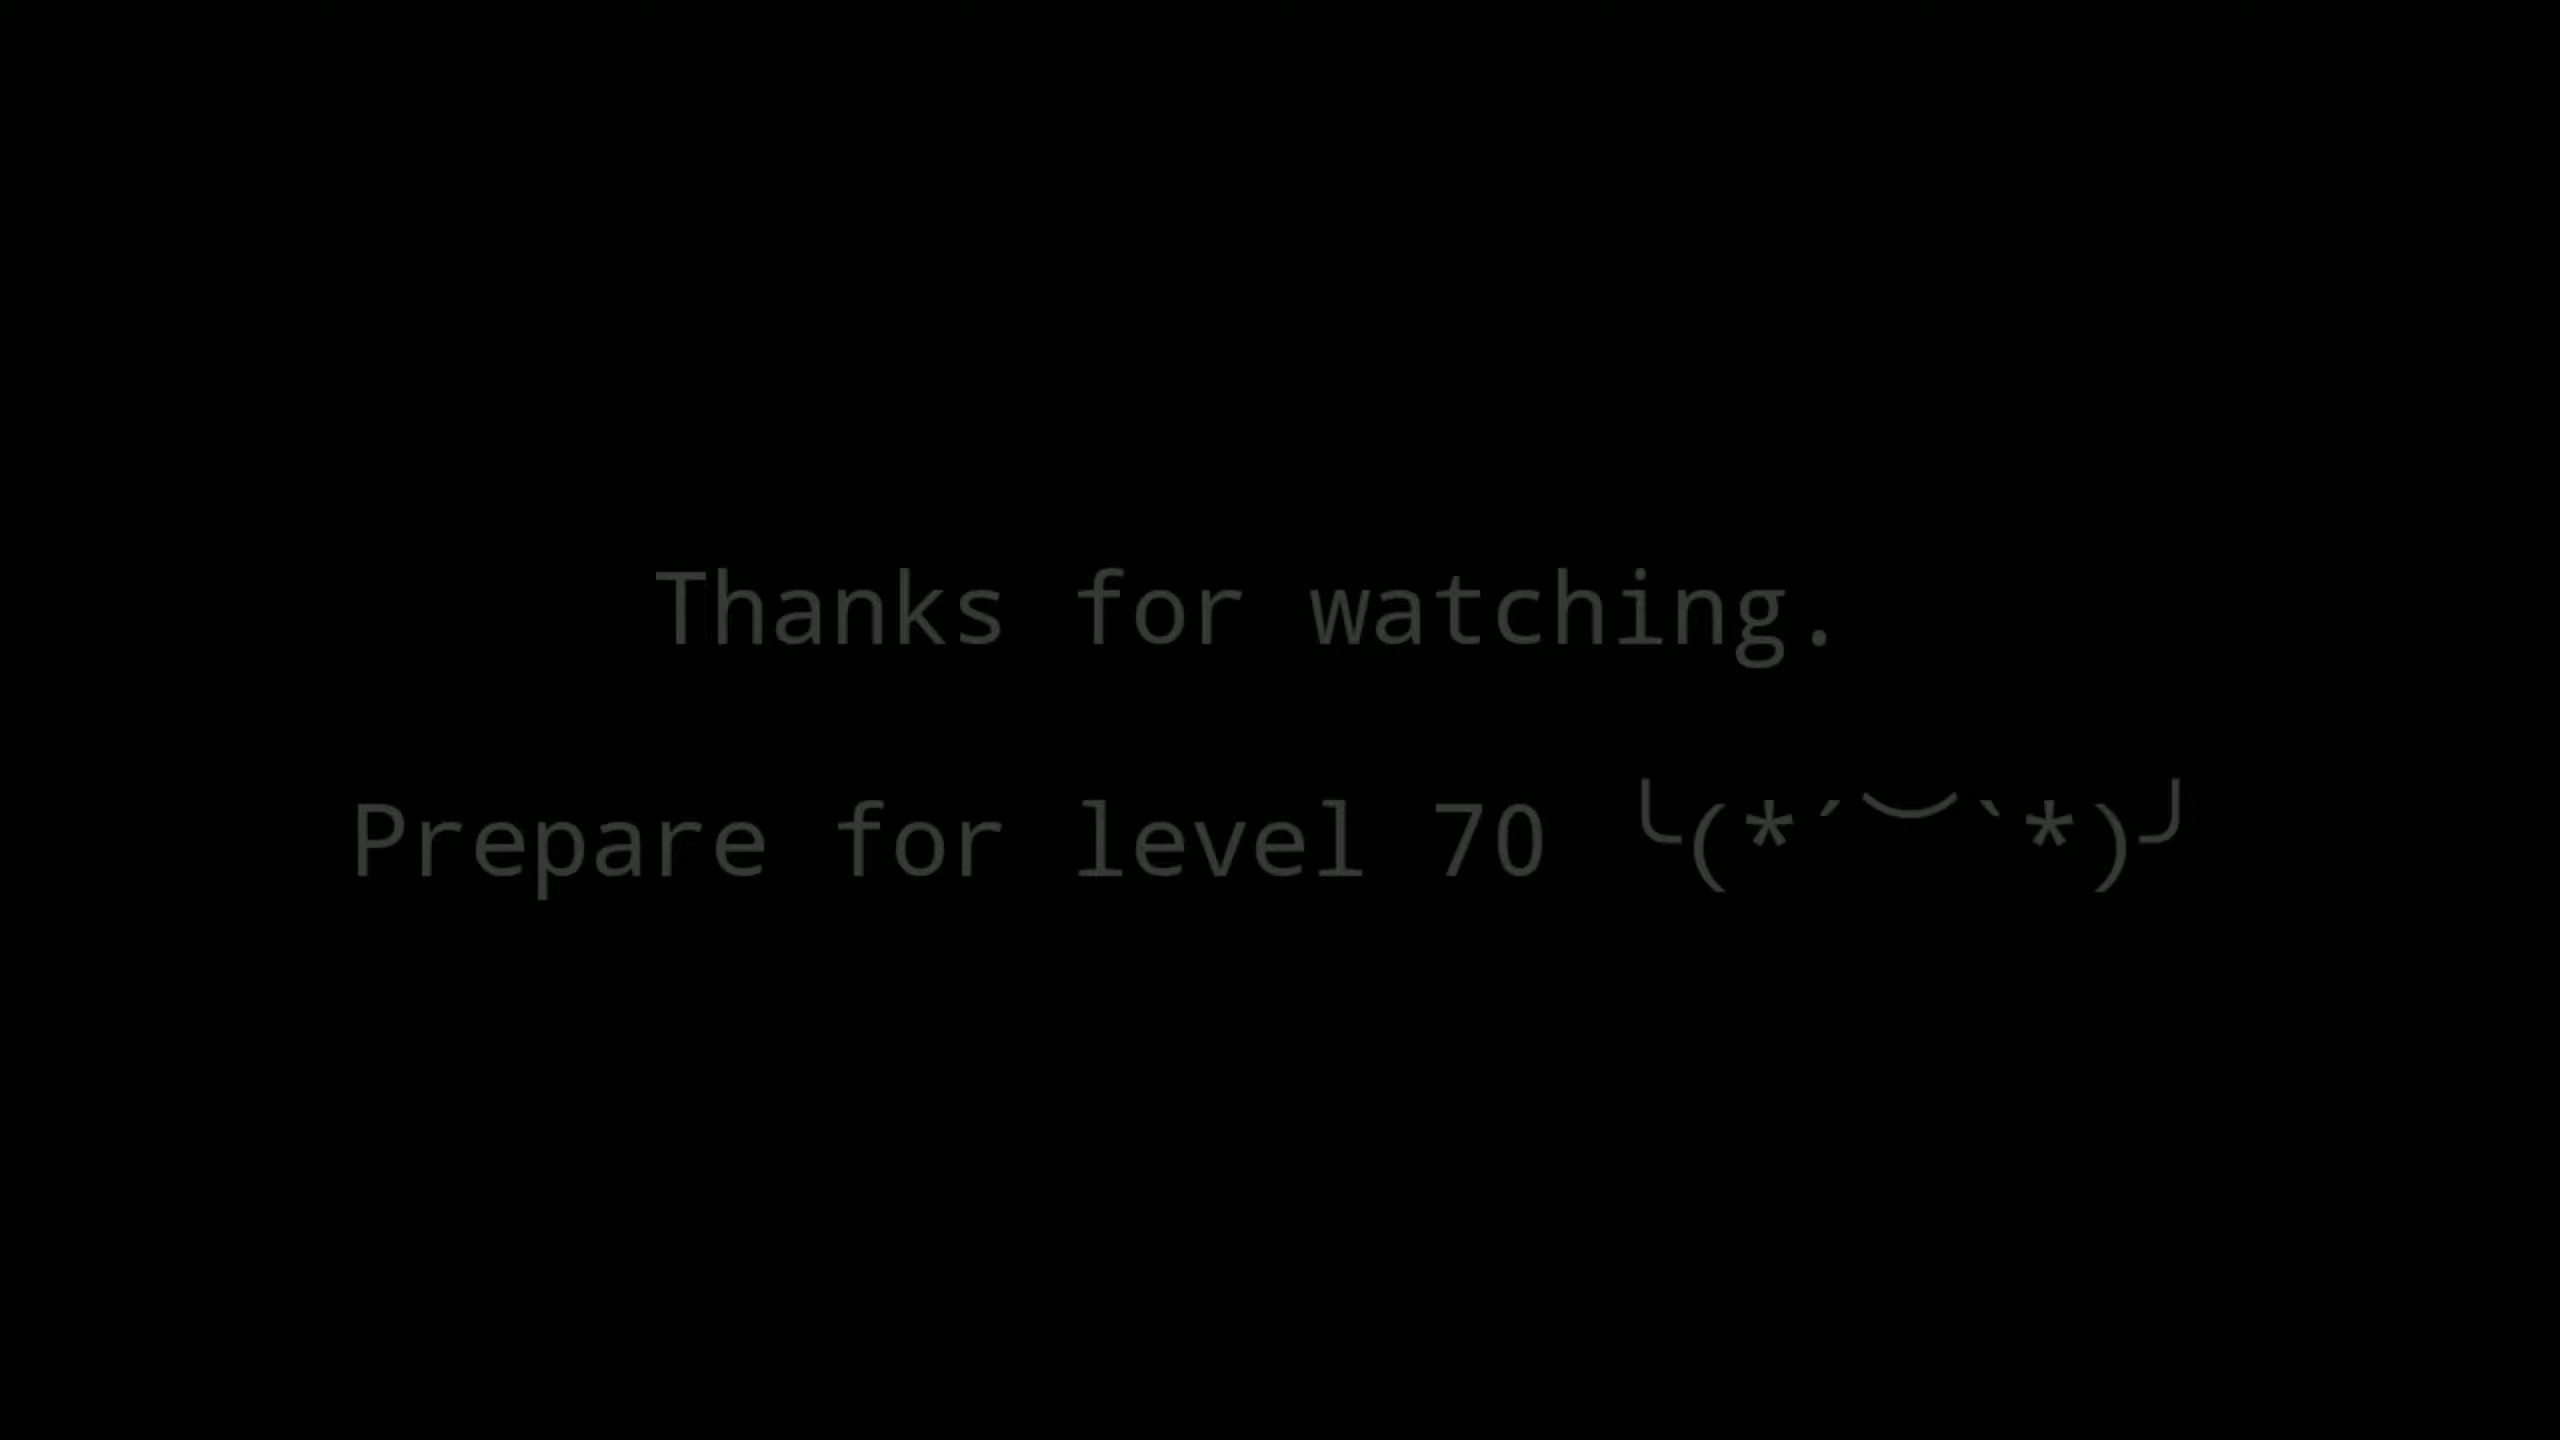 Thanks for watching.
Prepare for level 70 ╰(*´︶`*)╯